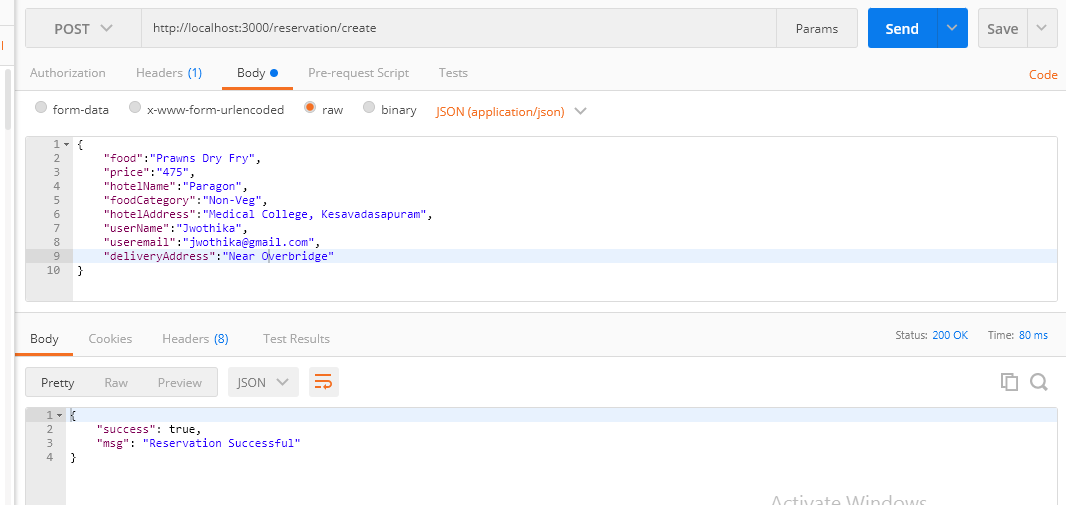 POST http://localhost:3000/reservation/create Params Send Save
Authorization Headers (1) Body Pre-request Script Tests Code
form-data x-www-form-urlencoded raw binary JSON (application/json)
1 {
2 "food":"Prawns Dry Fry",
3 "price":"475",
4 "hotelName":"Paragon",
5 "foodCategory":"Non-Veg",
6 "hotelAddress":"Medical College, Kesavadasapuram",
7 "userName":"Jwothika",
8 "useremail":"jwothika@gmail.com",
9 "deliveryAddress":"Near Overbridge"
10 }
Body Cookies Headers (8) Test Results Status: 200 OK Time: 80 ms
Pretty Raw Preview JSON
1 {
2 "success": true,
3 "msg": "Reservation Successful"
4 }
Activate Windows